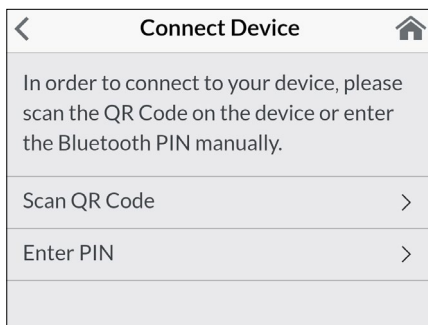 Connect Device
In order to connect to your device, please
scan the QR Code on the device or enter
the Bluetooth PIN manually.
Scan QR Code
Enter PIN